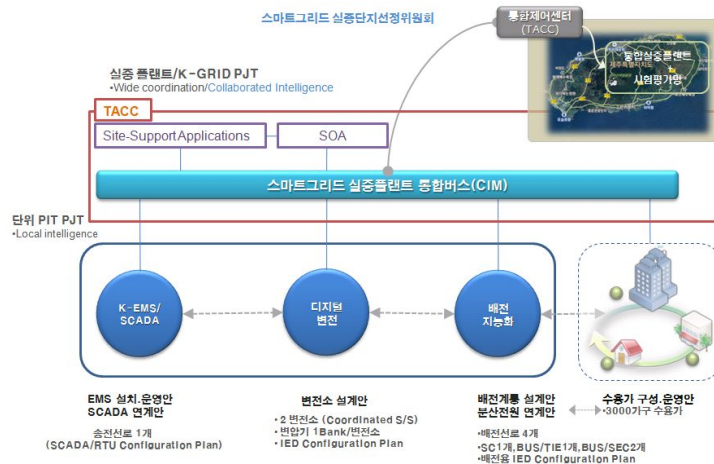 스마트그리드 실증단지선정위원회
통합제어센터
(TACC)
통합실증플랜트
제주특별자치도
시험평가망
실증 플랜트/K-GRID PJT
•Wide coordination/Collaborated Intelligence
TACC
Site-Support Applications
SOA
스마트그리드 실증플랜트 통합버스(CIM)
단위 PIT PJT
•Local intelligence
K-EMS/
SCADA
디지털
변전
배전
지능화
EMS 설치.운영안
SCADA 연계안
송전선로 1개
(SCADA/RTU Configuration Plan)
변전소 설계안
• 2 변전소 (Coordinated S/S)
• 변압기 1Bank/변전소
• IED Configuration Plan
배전계통 설계안
분산전원 연계안
•배전선로 4개
•SC1개,BUS/TIE1개,BUS/SEC2개
•배전용 IED Configuration Plan
수용가 구성.운영안
•3000가구 수용가